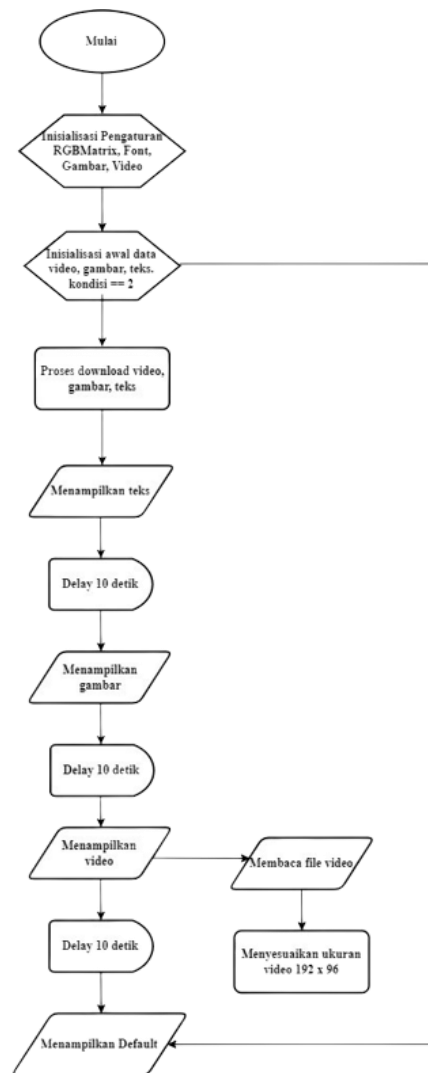 Mulai
Inisialisasi Pengaturan
RGBMatrix, Font,
Gambar, Video
Inisialisasi awal data
video, gambar, teks.
kondisi == 2
Proses download video,
gambar, teks
Menampilkan teks
Delay 10 detik
Menampilkan
gambar
Delay 10 detik
Menampilkan
video
Membaca file video
Delay 10 detik
Menyesuaikan ukuran
video 192 x 96
Menampilkan Default